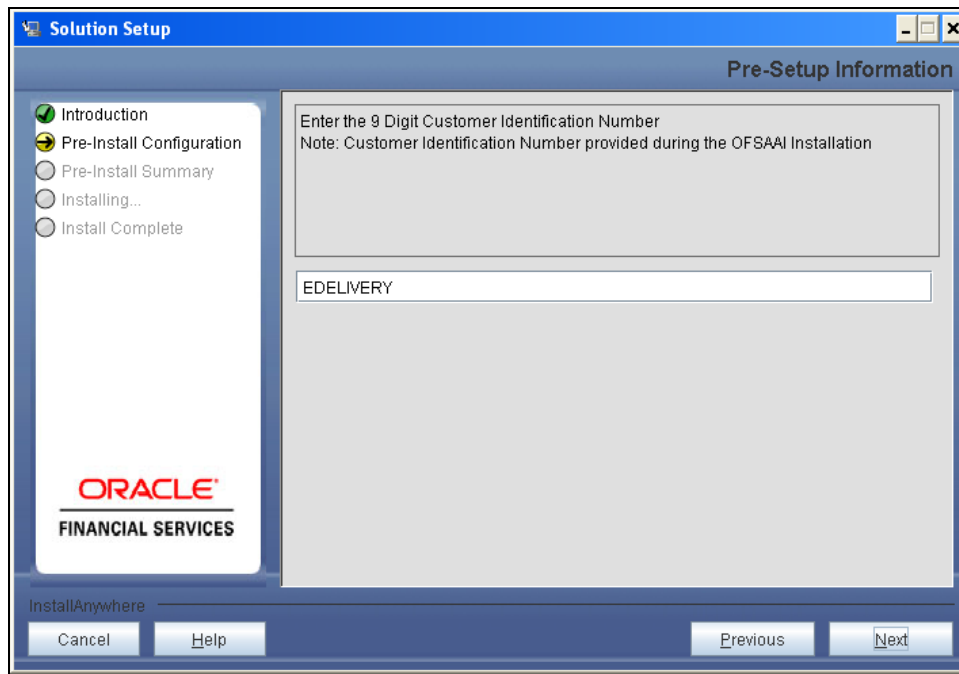 Solution Setup
Pre-Setup Information
Introduction
Pre-Install Configuration
Pre-Install Summary
Installing...
Install Complete
Enter the 9 Digit Customer Identification Number
Note: Customer Identification Number provided during the OFSAAI Installation
EDELIVERY
ORACLE
FINANCIAL SERVICES
InstallAnywhere
Cancel
Help
Previous
Next